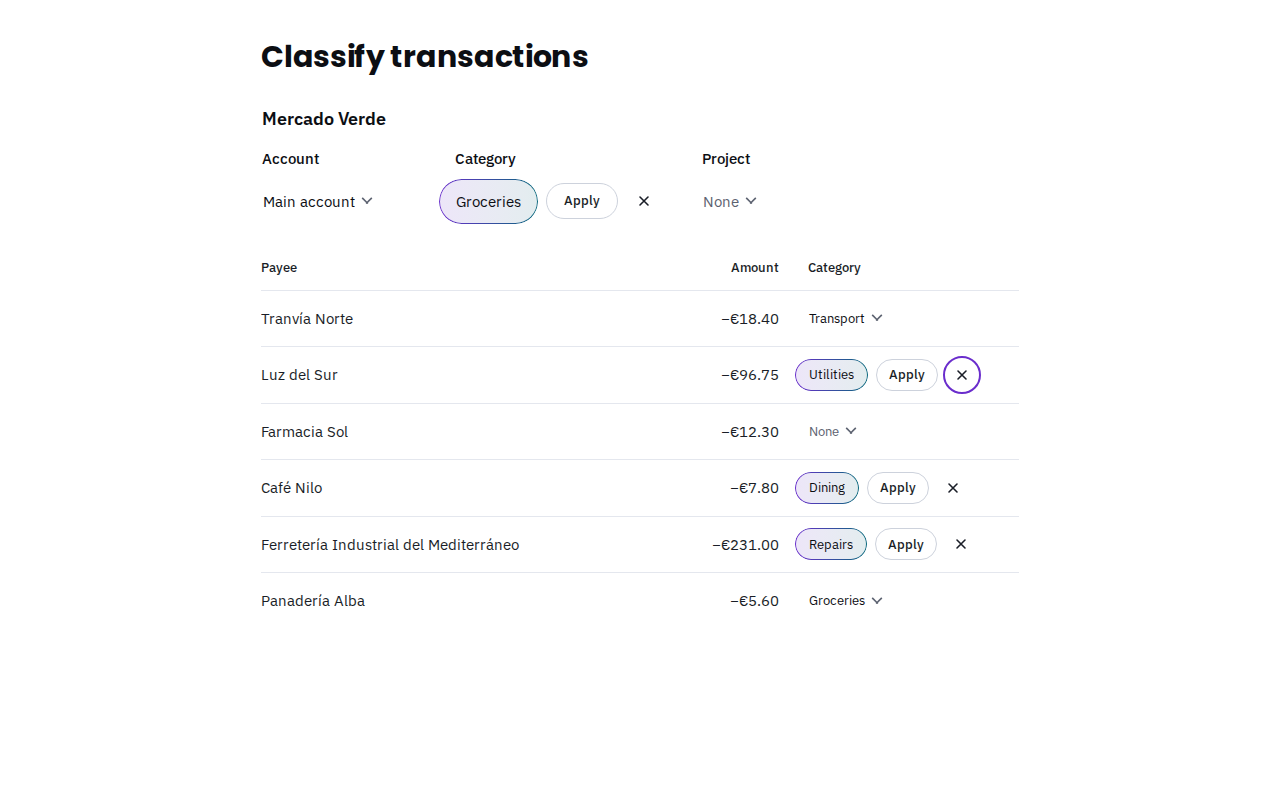 Classify transactions
Mercado Verde
Account Category Project
Main account Groceries Apply None
Payee Amount Category
Tranvía Norte −€18.40 Transport
Luz del Sur −€96.75 Utilities Apply
Farmacia Sol −€12.30 None
Café Nilo −€7.80 Dining Apply
Ferretería Industrial del Mediterráneo −€231.00 Repairs Apply
Panadería Alba −€5.60 Groceries